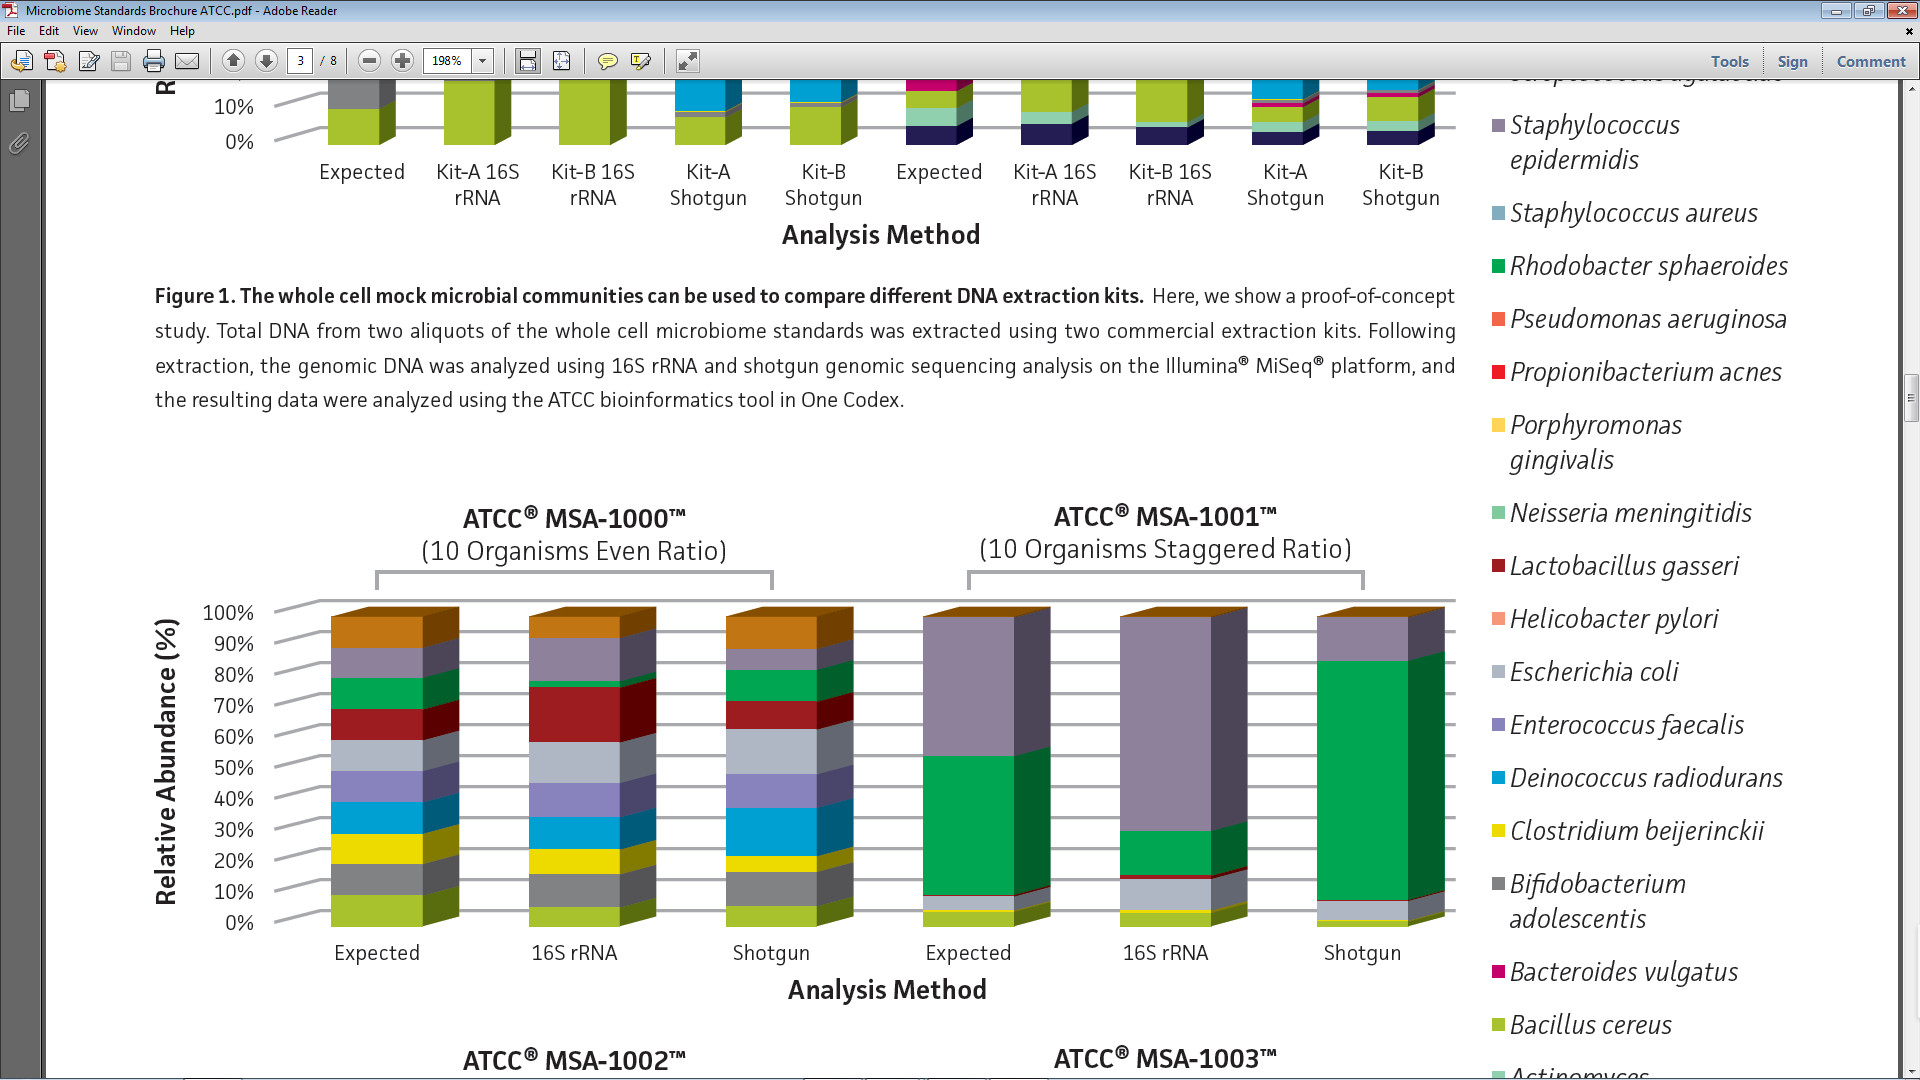 Microbiome Standards Brochure ATCC.pdf - Adobe Reader
File Edit View Window Help
3 / 8 198% Tools Sign Comment
10%
0%
Expected Kit-A 16S rRNA Kit-B 16S rRNA Kit-A Shotgun Kit-B Shotgun Expected Kit-A 16S rRNA Kit-B 16S rRNA Kit-A Shotgun Kit-B Shotgun
Analysis Method
Figure 1. The whole cell mock microbial communities can be used to compare different DNA extraction kits. Here, we show a proof-of-concept
study. Total DNA from two aliquots of the whole cell microbiome standards was extracted using two commercial extraction kits. Following
extraction, the genomic DNA was analyzed using 16S rRNA and shotgun genomic sequencing analysis on the Illumina® MiSeq® platform, and
the resulting data were analyzed using the ATCC bioinformatics tool in One Codex.
ATCC® MSA-1000™
(10 Organisms Even Ratio)
ATCC® MSA-1001™
(10 Organisms Staggered Ratio)
Relative Abundance (%)
100%
90%
80%
70%
60%
50%
40%
30%
20%
10%
0%
Expected 16S rRNA Shotgun Expected 16S rRNA Shotgun
Analysis Method
ATCC® MSA-1002™
ATCC® MSA-1003™
Staphylococcus
epidermidis
Staphylococcus aureus
Rhodobacter sphaeroides
Pseudomonas aeruginosa
Propionibacterium acnes
Porphyromonas
gingivalis
Neisseria meningitidis
Lactobacillus gasseri
Helicobacter pylori
Escherichia coli
Enterococcus faecalis
Deinococcus radiodurans
Clostridium beijerinckii
Bifidobacterium
adolescentis
Bacteroides vulgatus
Bacillus cereus
Actinomyces